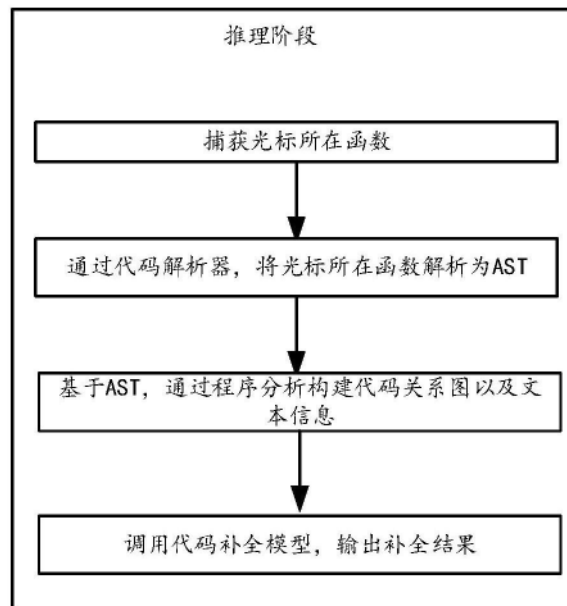 推理阶段
捕获光标所在函数
通过代码解析器，将光标所在函数解析为AST
基于AST，通过程序分析构建代码关系图以及文
本信息
调用代码补全模型，输出补全结果